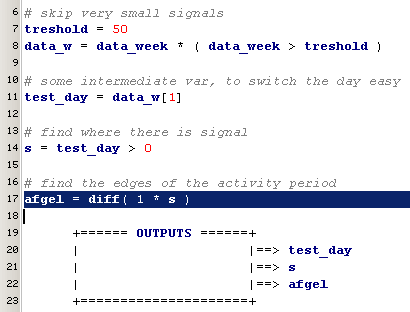 6 # skip very small signals
7 treshold = 50
8 data_w = data_week * ( data_week > treshold )
9
10 # some intermediate var, to switch the day easy
11 test_day = data_w[1]
12
13 # find where there is signal
14 s = test_day > 0
15
16 # find the edges of the activity period
17 afgel = diff( 1 * s )
18
19 +====== OUTPUTS ======+
20 | |==> test_day
21 | |==> s
22 | |==> afgel
23 +=====================+